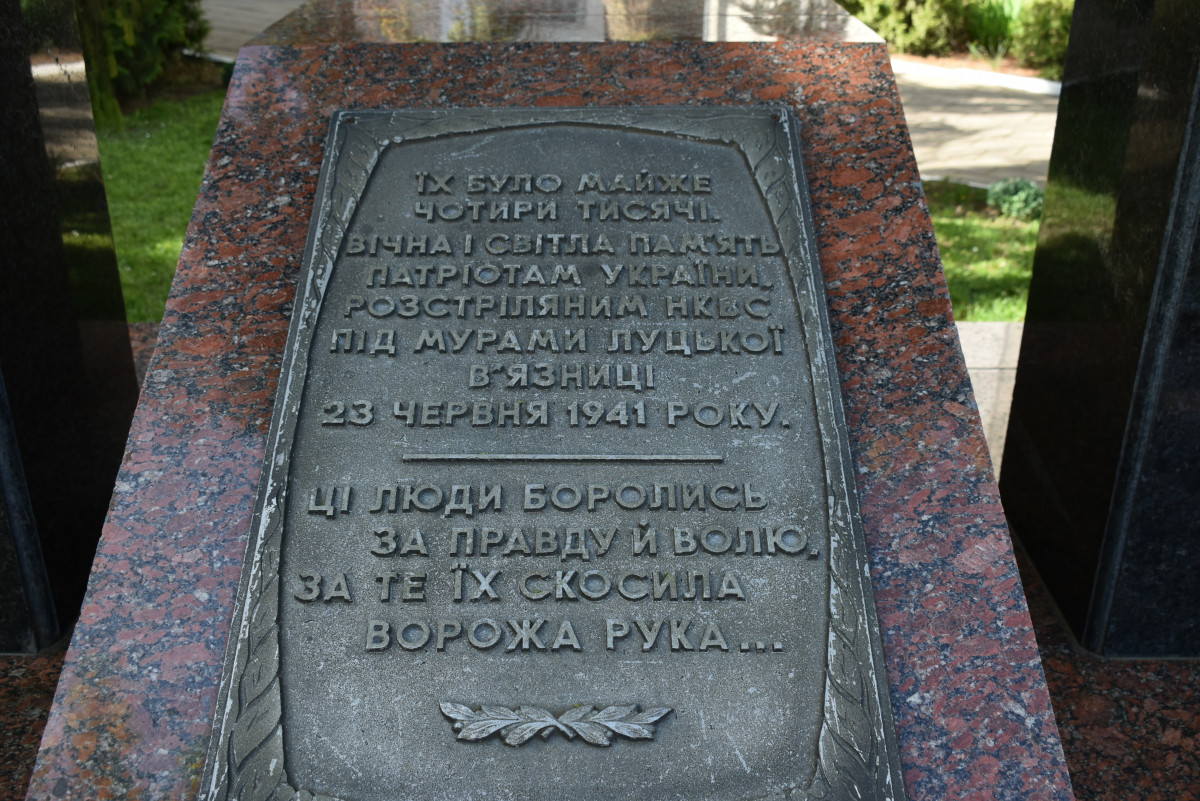 ЇХ БУЛО МАЙЖЕ
ЧОТИРИ ТИСЯЧІ.
ВІЧНА І СВІТЛА ПАМ'ЯТЬ
ПАТРІОТАМ УКРАЇНИ,
РОЗСТРІЛЯНИМ НКВС
ПІД МУРАМИ ЛУЦЬКОЇ
В'ЯЗНИЦІ
23 ЧЕРВНЯ 1941 РОКУ.
ЦІ ЛЮДИ БОРОЛИСЬ
ЗА ПРАВДУ Й ВОЛЮ,
ЗА ТЕ ЇХ СКОСИЛА
ВОРОЖА РУКА...